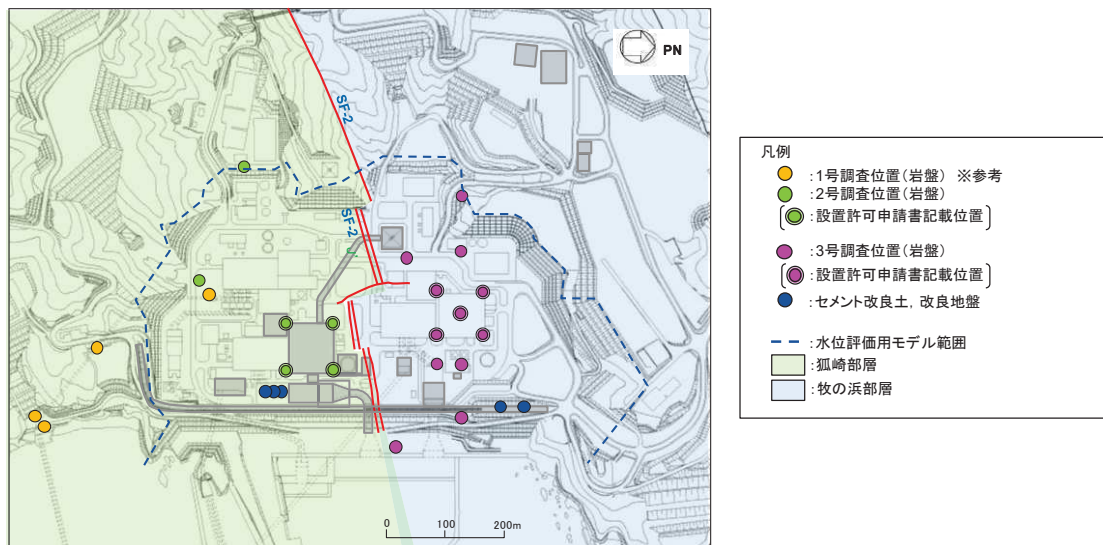 PN
SF-2
SF-2
0 100 200m
凡例
:1号調査位置(岩盤) ※参考
:2号調査位置(岩盤)
:設置許可申請書記載位置
:3号調査位置(岩盤)
:設置許可申請書記載位置
:セメント改良土, 改良地盤
:水位評価用モデル範囲
:狐崎部層
:牧の浜部層